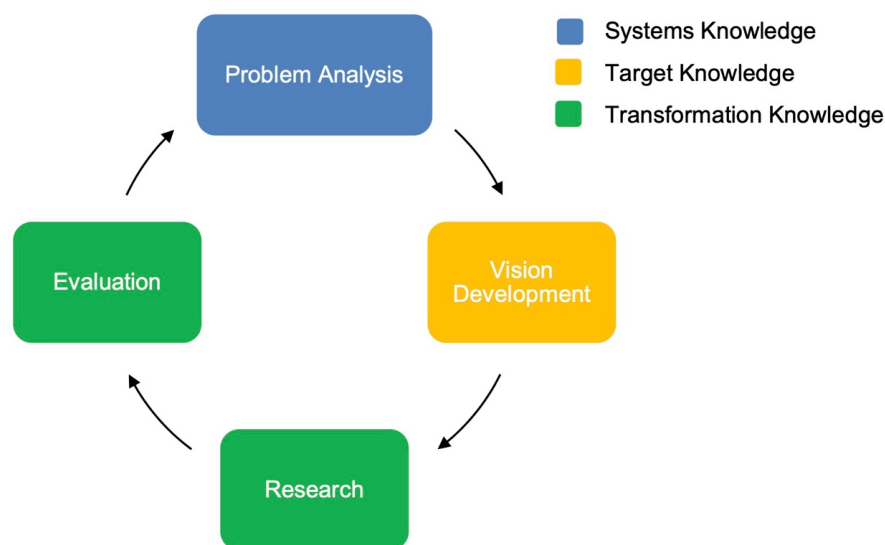 Problem Analysis
Systems Knowledge
Target Knowledge
Transformation Knowledge
Evaluation
Vision
Development
Research